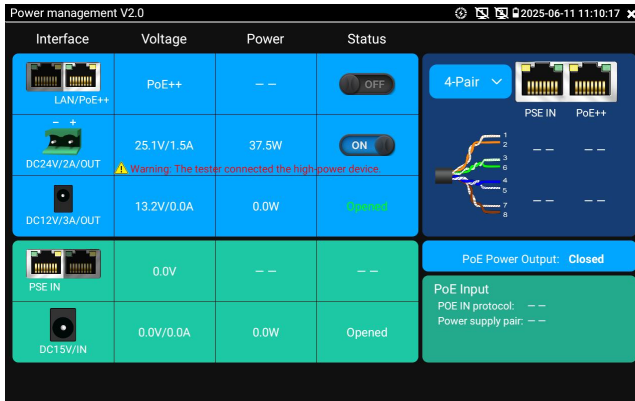 Power management V2.0
2025-06-11 11:10:17
Interface Voltage Power Status
LAN/PoE++ PoE++ – – OFF
– +
DC24V/2A/OUT 25.1V/1.5A 37.5W ON
Warning: The tester connected the high-power device.
DC12V/3A/OUT 13.2V/0.0A 0.0W Opened
PSE IN 0.0V – – – –
DC15V/IN 0.0V/0.0A 0.0W Opened
4-Pair
PSE IN PoE++
1
2
3
6
4
5
7
8
– – – –
– – – –
PoE Power Output: Closed
PoE Input
POE IN protocol: – –
Power supply pair: – –